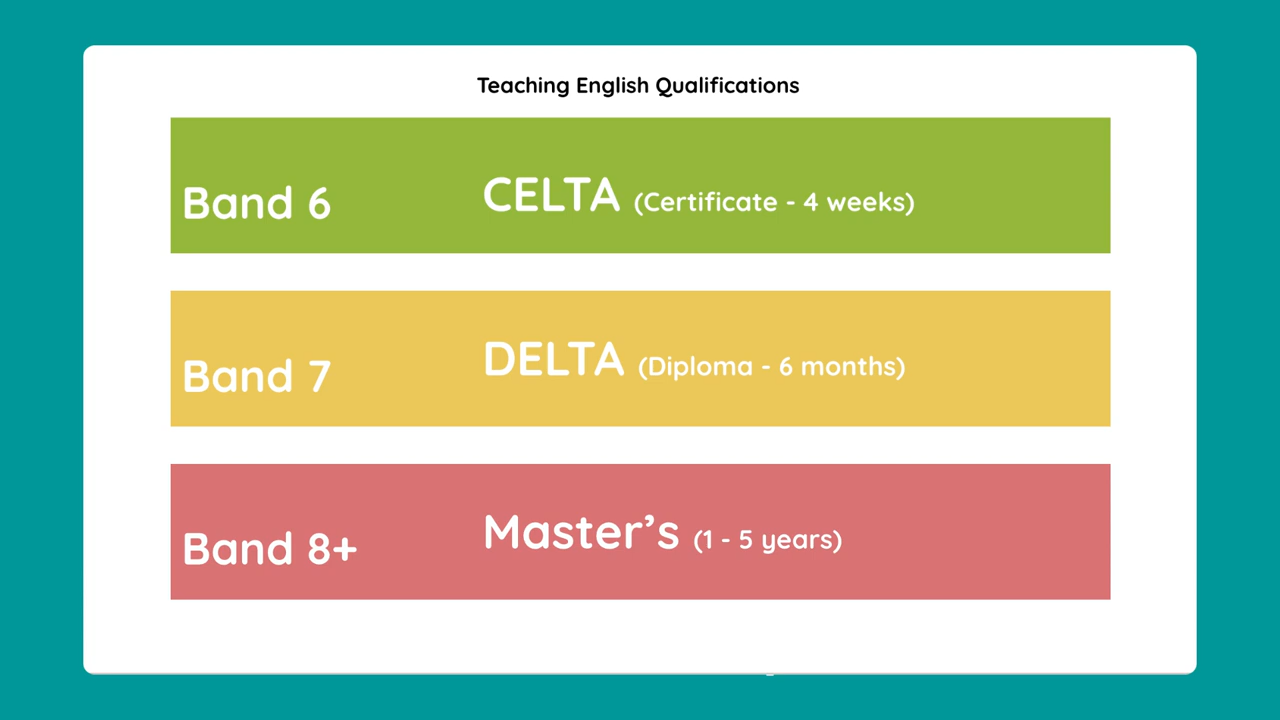 Teaching English Qualifications
Band 6 CELTA (Certificate - 4 weeks)
Band 7 DELTA (Diploma - 6 months)
Band 8+ Master’s (1 - 5 years)